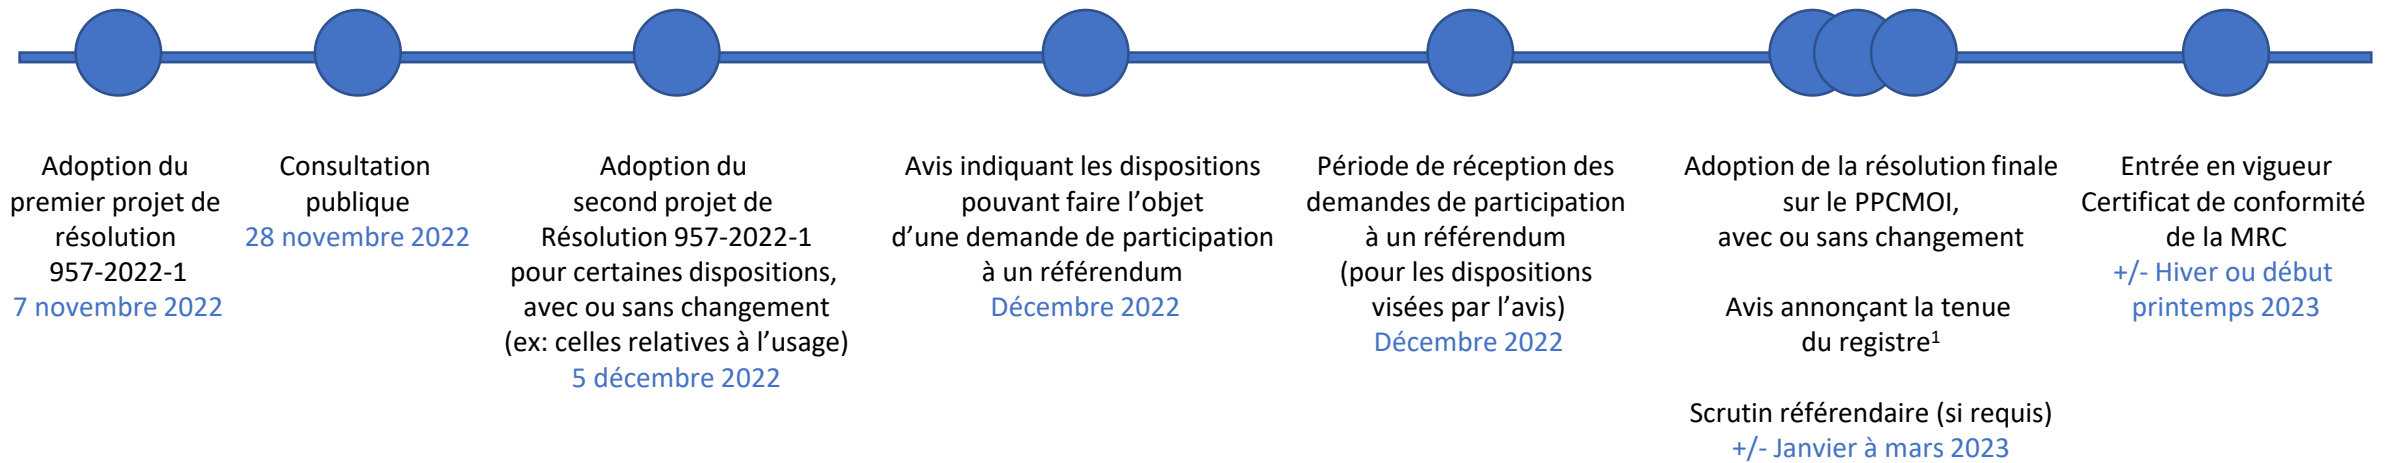 Adoption du
premier projet de
résolution
957-2022-1
7 novembre 2022
Consultation
publique
28 novembre 2022
Adoption du
second projet de
Résolution 957-2022-1
pour certaines dispositions,
avec ou sans changement
(ex: celles relatives à l’usage)
5 décembre 2022
Avis indiquant les dispositions
pouvant faire l’objet
d’une demande de participation
à un référendum
Décembre 2022
Période de réception des
demandes de participation
à un référendum
(pour les dispositions
visées par l’avis)
Décembre 2022
Adoption de la résolution finale
sur le PPCMOI,
avec ou sans changement
Avis annonçant la tenue
du registre¹
Scrutin référendaire (si requis)
+/- Janvier à mars 2023
Entrée en vigueur
Certificat de conformité
de la MRC
+/- Hiver ou début
printemps 2023